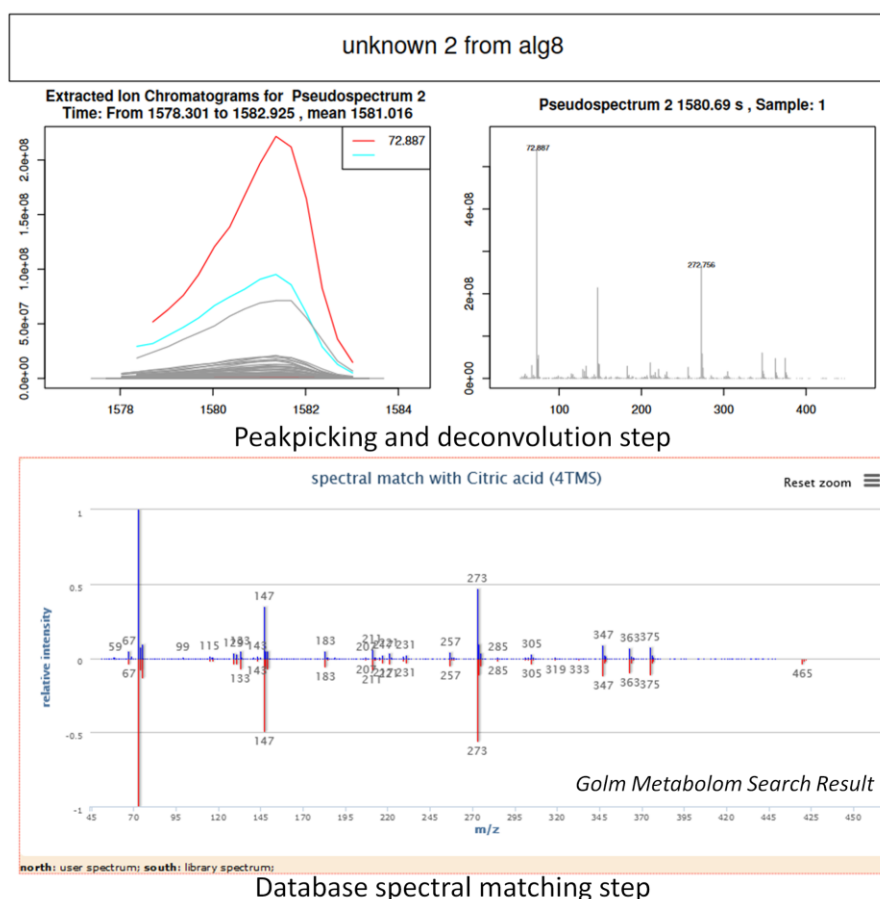 unknown 2 from alg8
Extracted Ion Chromatograms for Pseudospectrum 2
Time: From 1578.301 to 1582.925 , mean 1581.016
72.887
2.0e+08
1.5e+08
1.0e+08
5.0e+07
0.0e+00
1578 1580 1582 1584
Pseudospectrum 2 1580.69 s , Sample: 1
72.887
272.756
4e+08
2e+08
0e+00
100 200 300 400
Peakpicking and deconvolution step
spectral match with Citric acid (4TMS)
Reset zoom
relative intensity
1
0.5
0
-0.5
-1
273
147
59 67 99 115 129 133 143 183 211 221 231 257 285 305 347 363 375
67 133 143 183 211 221 231 257 285 305 319 333 347 363 375 465
147
273
Golm Metabolom Search Result
45 70 95 120 145 170 195 220 245 270 295 320 345 370 395 425 450
m/z
north: user spectrum; south: library spectrum;
Database spectral matching step